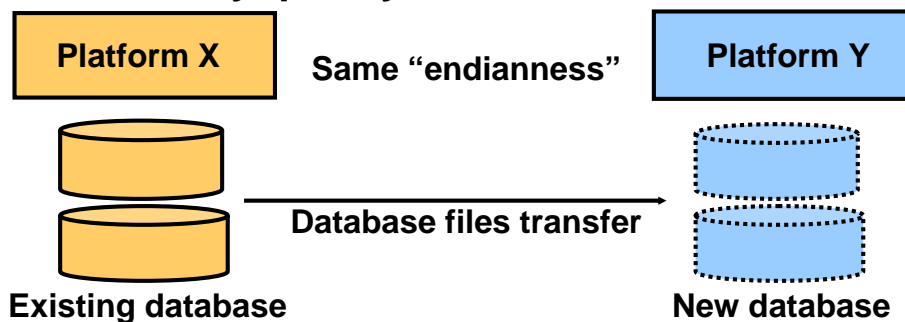 Platform X
Same “endianness”
Platform Y
Database files transfer
Existing database
New database